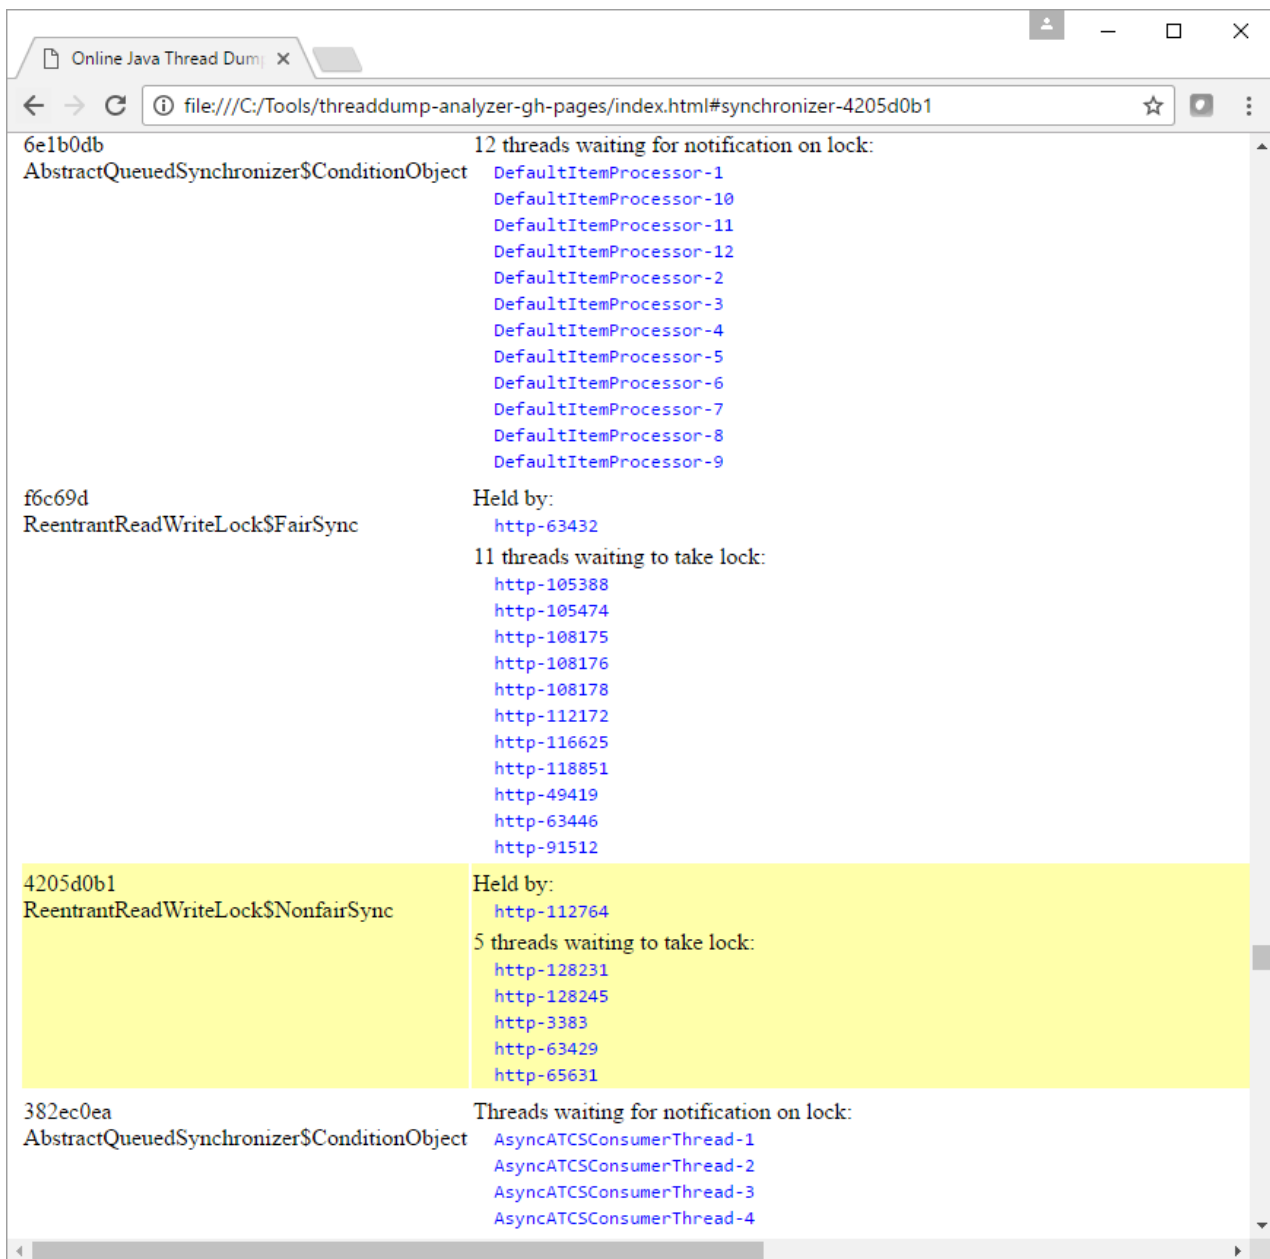 Online Java Thread Dum
file:///C:/Tools/threaddump-analyzer-gh-pages/index.html#synchronizer-4205d0b1
6e1b0db
AbstractQueuedSynchronizer$ConditionObject
12 threads waiting for notification on lock:
DefaultItemProcessor-1
DefaultItemProcessor-10
DefaultItemProcessor-11
DefaultItemProcessor-12
DefaultItemProcessor-2
DefaultItemProcessor-3
DefaultItemProcessor-4
DefaultItemProcessor-5
DefaultItemProcessor-6
DefaultItemProcessor-7
DefaultItemProcessor-8
DefaultItemProcessor-9
f6c69d
ReentrantReadWriteLock$FairSync
Held by:
http-63432
11 threads waiting to take lock:
http-105388
http-105474
http-108175
http-108176
http-108178
http-112172
http-116625
http-118851
http-49419
http-63446
http-91512
4205d0b1
ReentrantReadWriteLock$NonfairSync
Held by:
http-112764
5 threads waiting to take lock:
http-128231
http-128245
http-3383
http-63429
http-65631
382ec0ea
AbstractQueuedSynchronizer$ConditionObject
Threads waiting for notification on lock:
AsyncATCSConsumerThread-1
AsyncATCSConsumerThread-2
AsyncATCSConsumerThread-3
AsyncATCSConsumerThread-4